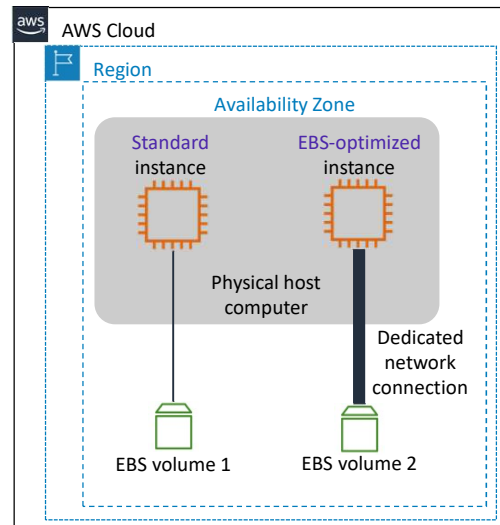 aws
AWS Cloud
Region
Availability Zone
Standard
instance
EBS-optimized
instance
Physical host
computer
Dedicated
network
connection
EBS volume 1
EBS volume 2